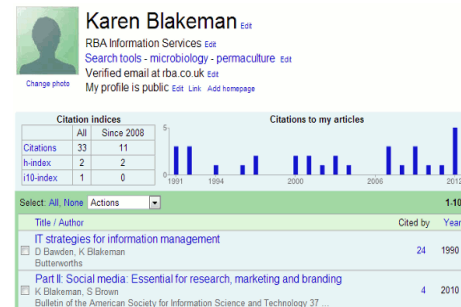 Karen Blakeman Edit
RBA Information Services Edit
Search tools - microbiology - permaculture Edit
Verified email at rba.co.uk Edit
Change photo
My profile is public Edit Link Add homepage
Citation indices
All Since 2008
Citations 33 11
h-index 2 2
i10-index 1 0
Citations to my articles
5
1991 1994 2000 2006 2012
Select: All, None Actions 1-10
Title / Author Cited by Year
IT strategies for information management
D Bawden, K Blakeman 24 1990
Butterworths
Part II: Social media: Essential for research, marketing and branding
K Blakeman, S Brown 4 2010
Bulletin of the American Society for Information Science and Technology 37 ...